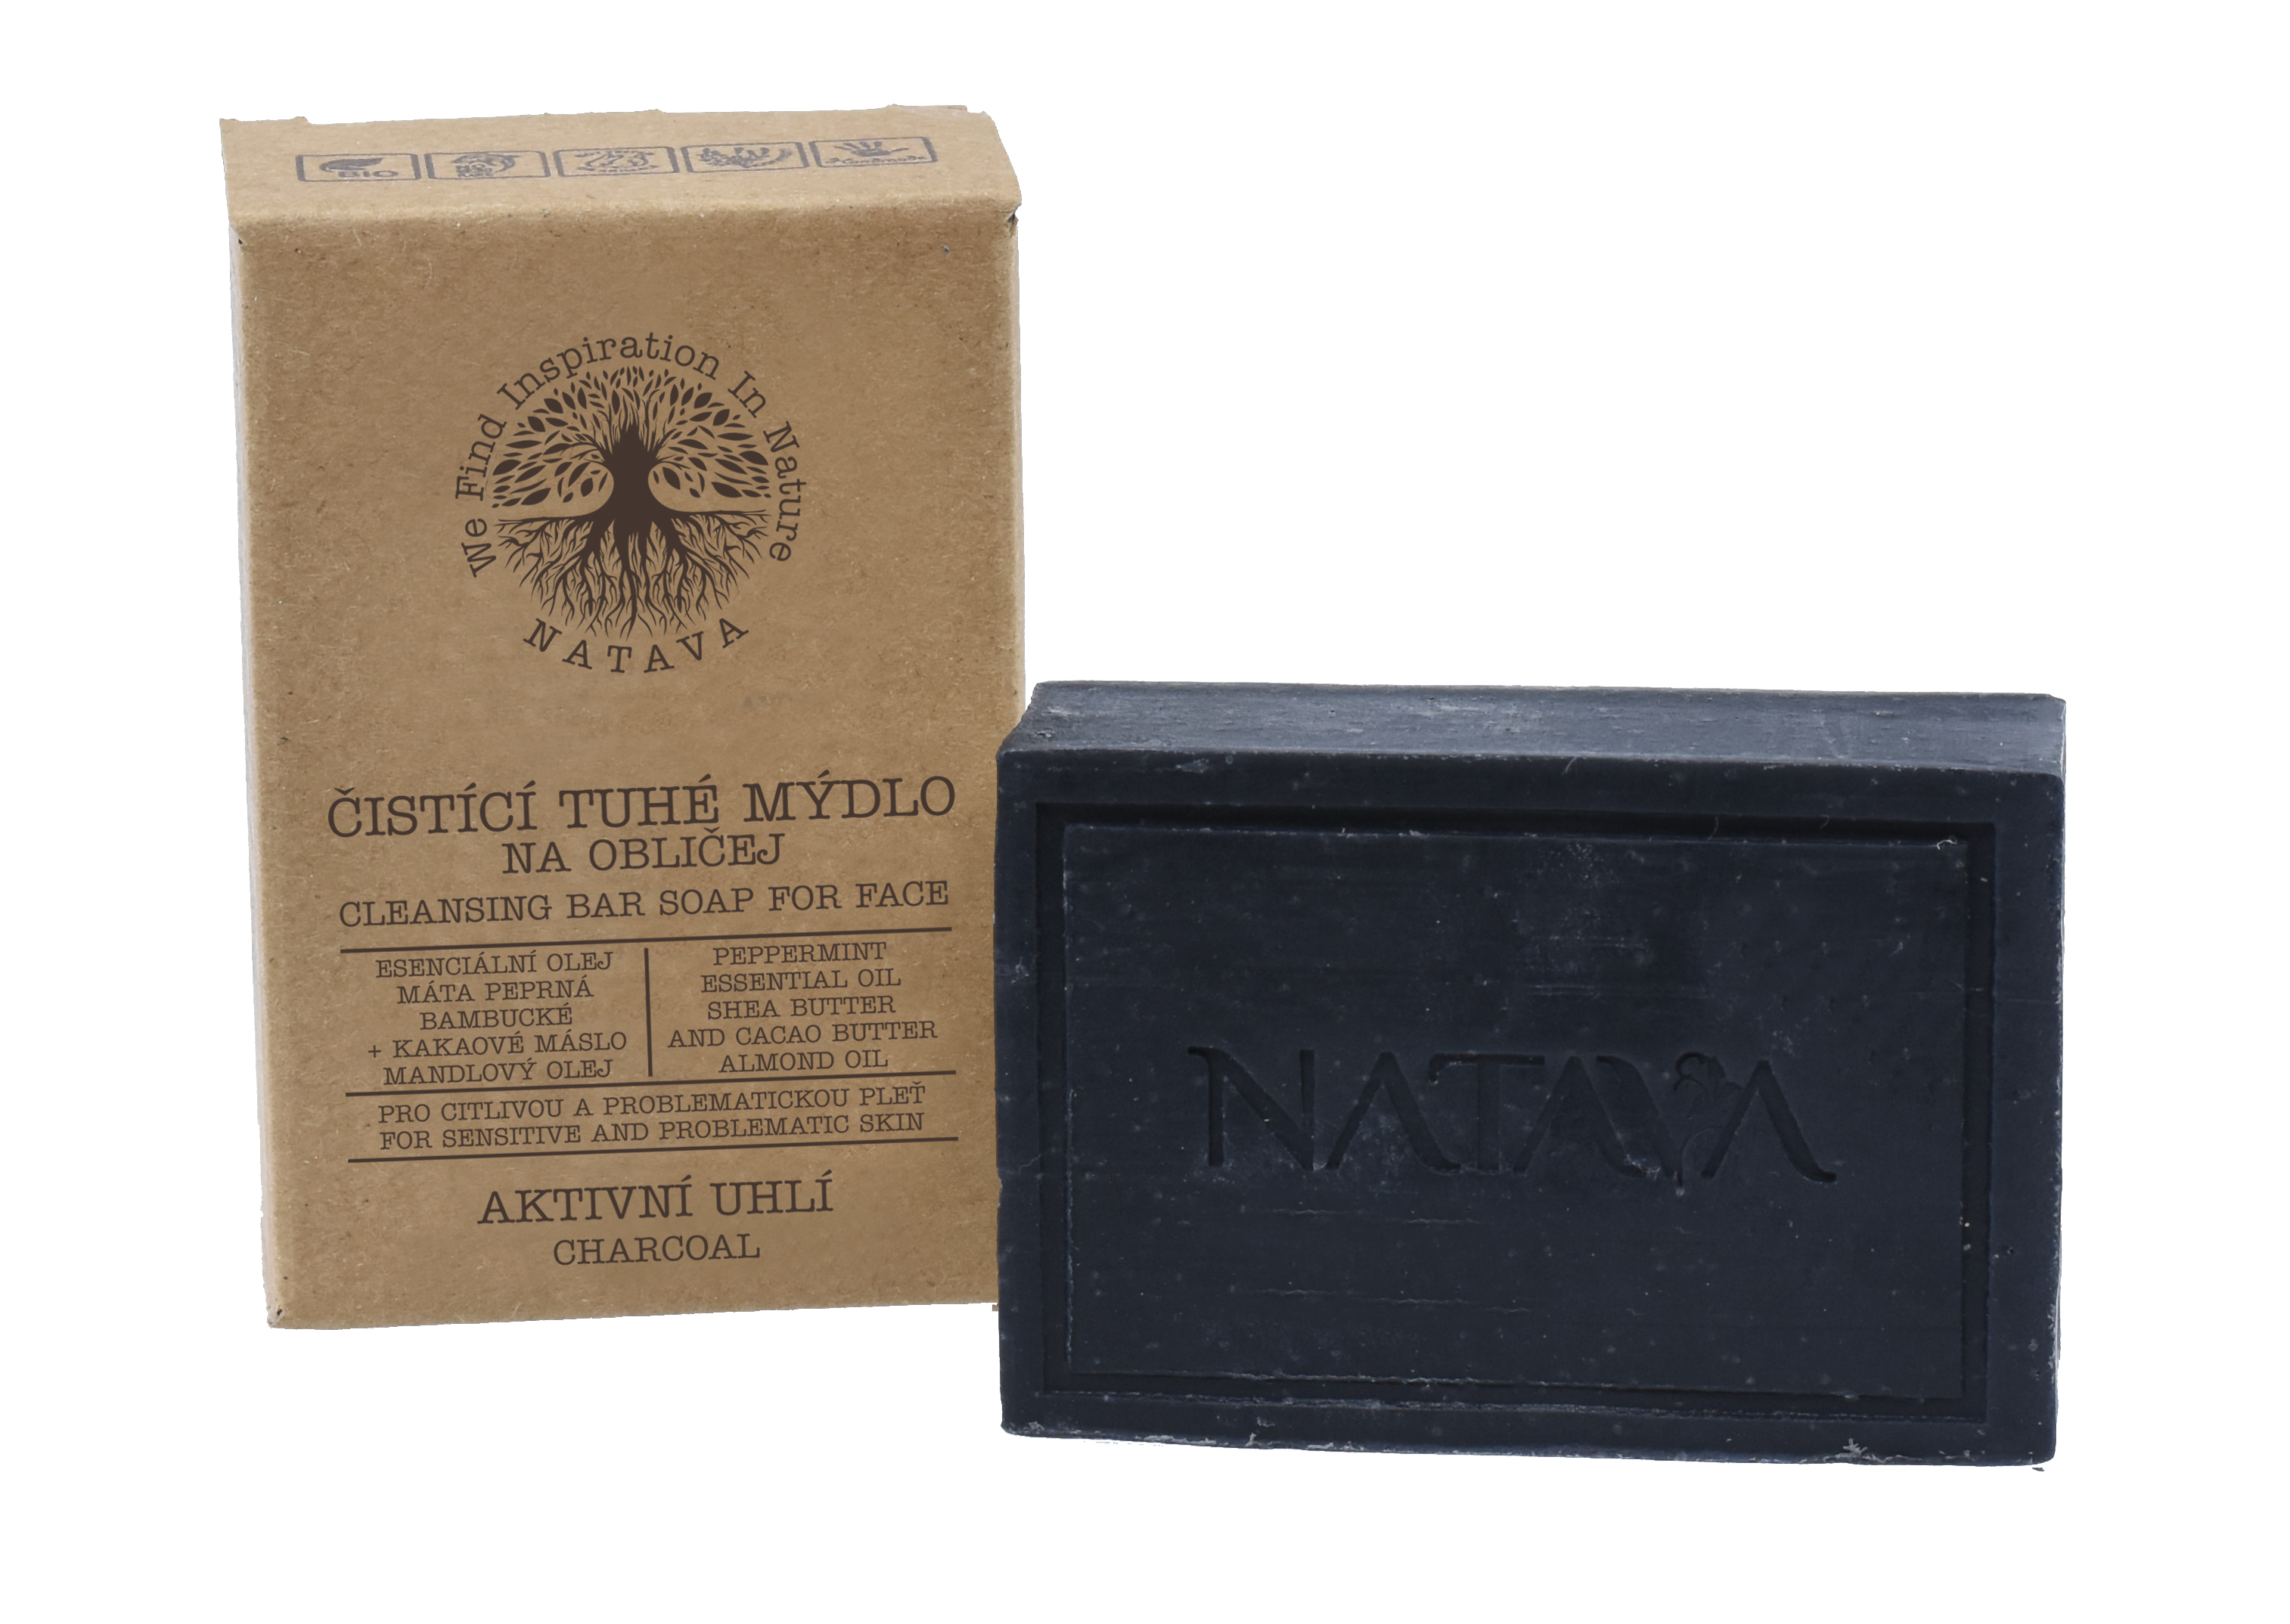 BIO
Handmade
We Find Inspiration In Nature
NATAVA
ČISTÍCÍ TUHÉ MÝDLO
NA OBLIČEJ
CLEANSING BAR SOAP FOR FACE
ESENCIÁLNÍ OLEJ
MÁTA PEPRNÁ
BAMBUCKÉ
+ KAKAOVÉ MÁSLO
MANDLOVÝ OLEJ
PEPPERMINT
ESSENTIAL OIL
SHEA BUTTER
AND CACAO BUTTER
ALMOND OIL
PRO CITLIVOU A PROBLEMATICKOU PLEŤ
FOR SENSITIVE AND PROBLEMATIC SKIN
AKTIVNÍ UHLÍ
CHARCOAL
NATAVA